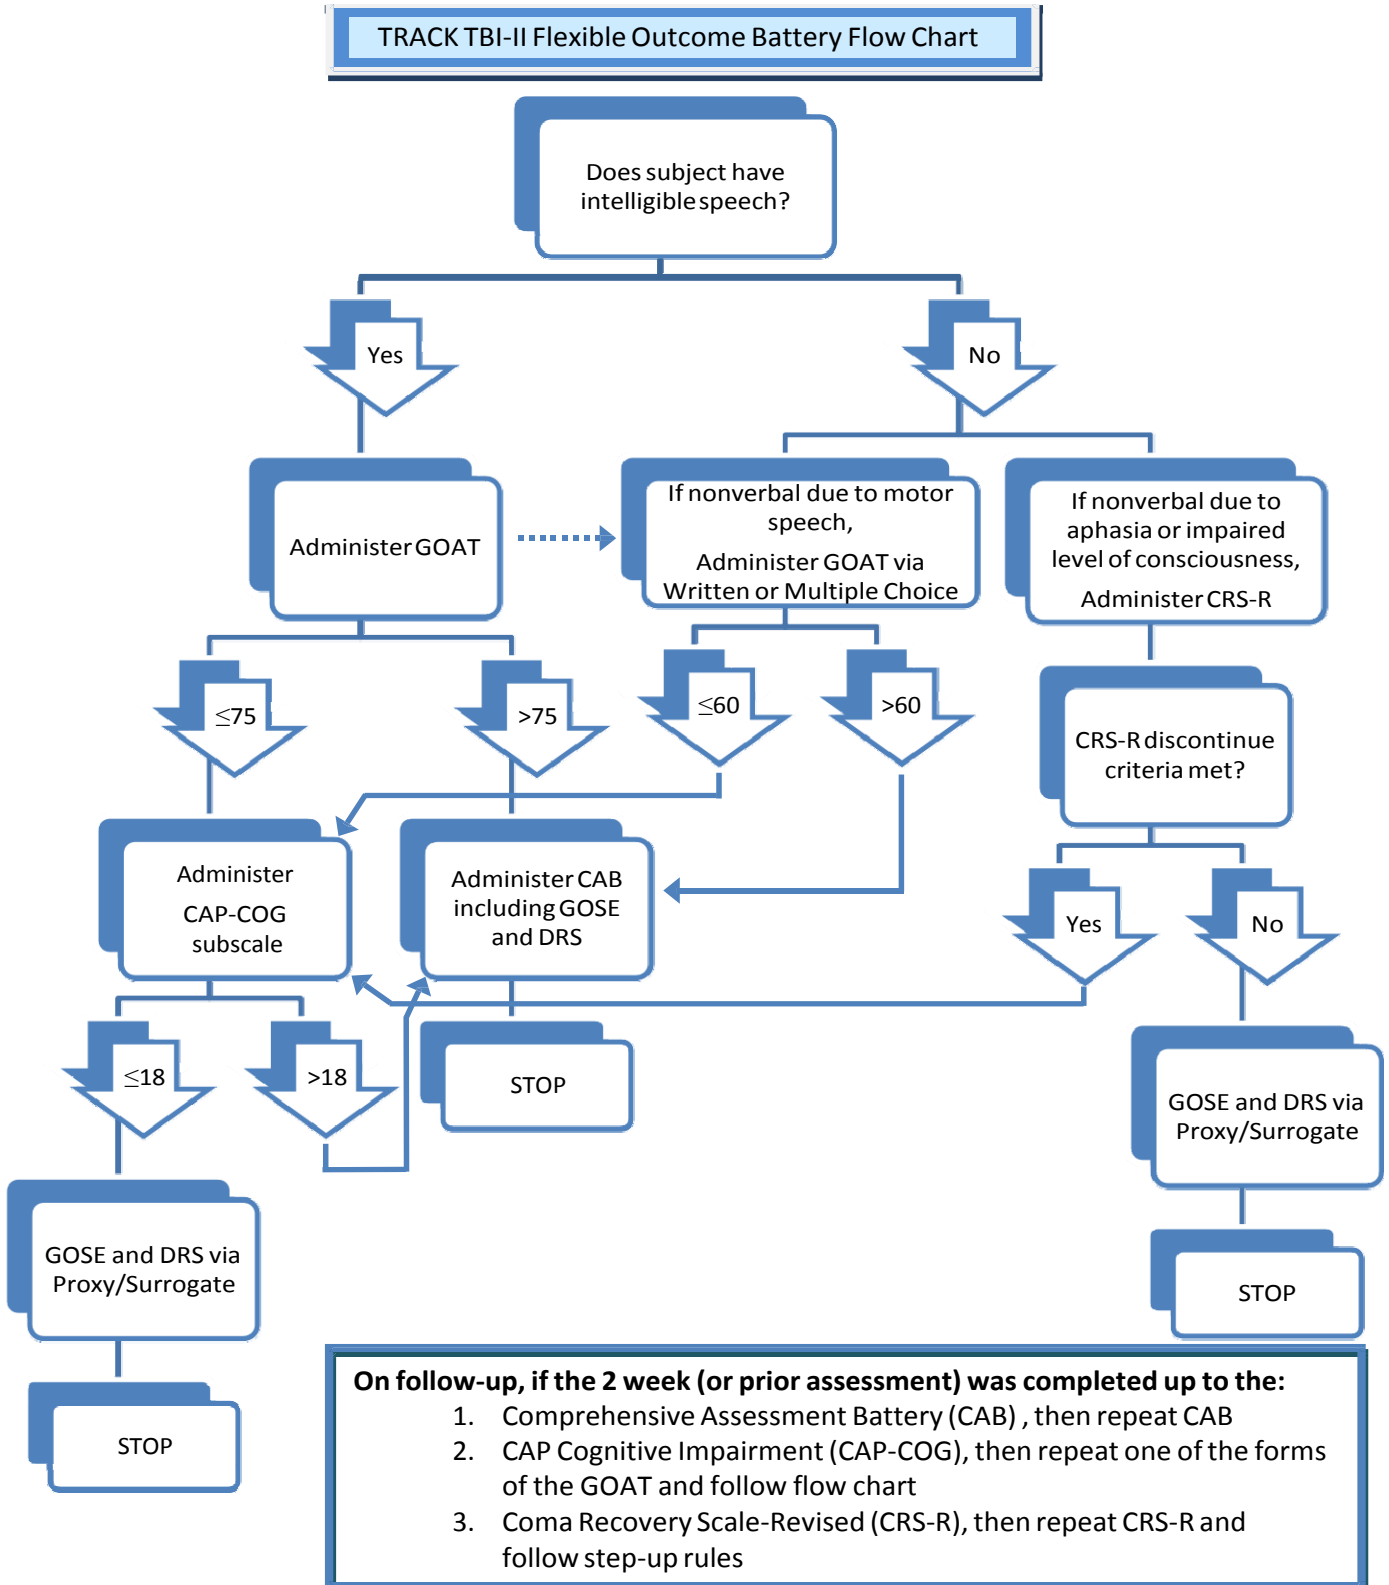 TRACK TBI-II Flexible Outcome Battery Flow Chart
Does subject have
intelligible speech?
Yes
No
Administer GOAT
If nonverbal due to motor
speech,
Administer GOAT via
Written or Multiple Choice
If nonverbal due to
aphasia or impaired
level of consciousness,
Administer CRS-R
≤75
>75
≤60
>60
CRS-R discontinue
criteria met?
Administer
CAP-COG
subscale
Administer CAB
including GOSE
and DRS
Yes
No
≤18
>18
STOP
GOSE and DRS via
Proxy/Surrogate
GOSE and DRS via
Proxy/Surrogate
STOP
STOP
On follow-up, if the 2 week (or prior assessment) was completed up to the:
1. Comprehensive Assessment Battery (CAB) , then repeat CAB
2. CAP Cognitive Impairment (CAP-COG), then repeat one of the forms
of the GOAT and follow flow chart
3. Coma Recovery Scale-Revised (CRS-R), then repeat CRS-R and
follow step-up rules